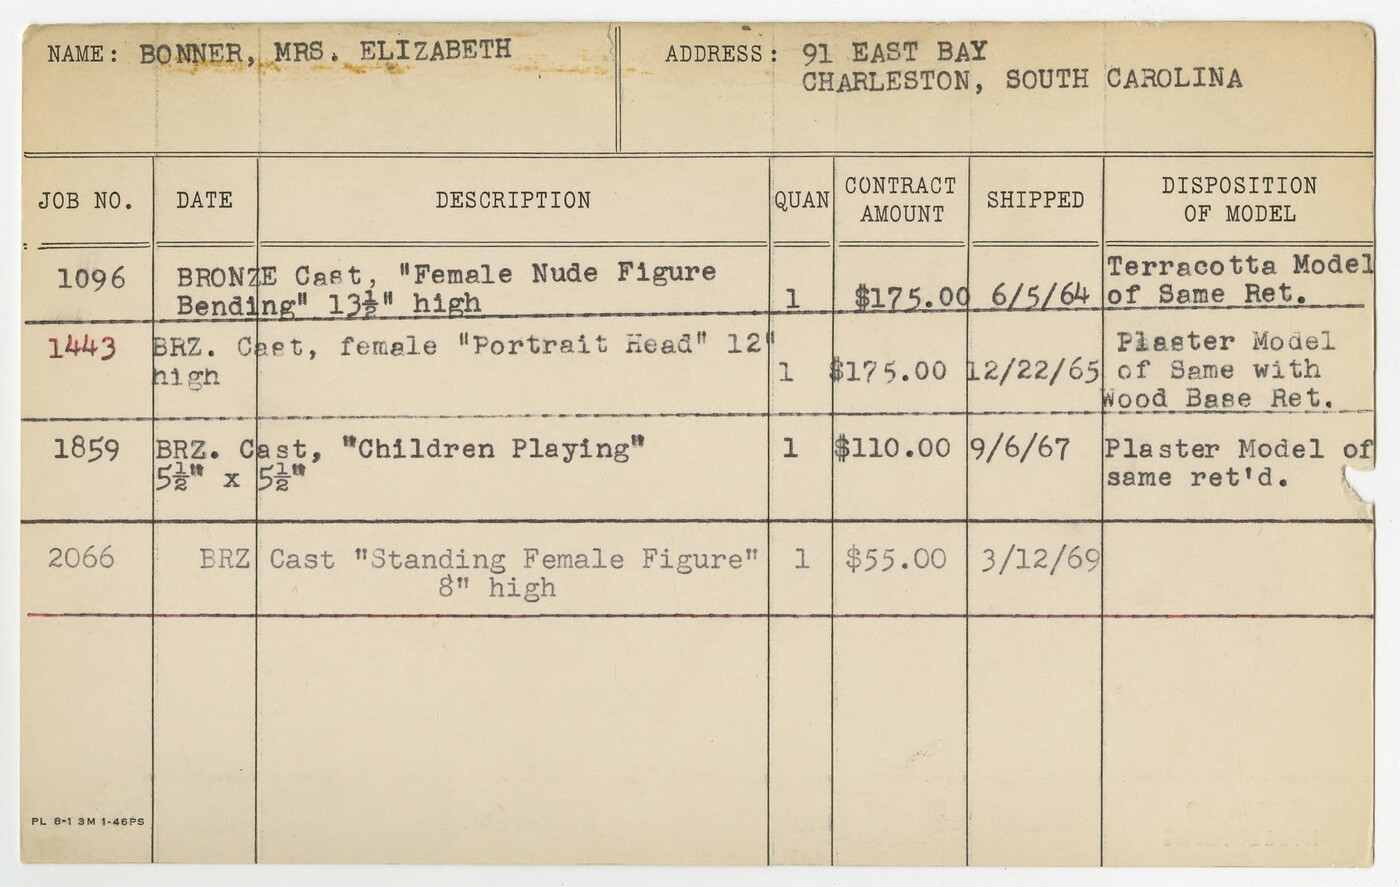 NAME: BONNER, MRS. ELIZABETH
ADDRESS: 91 EAST BAY
CHARLESTON, SOUTH CAROLINA
JOB NO. DATE DESCRIPTION QUAN CONTRACT AMOUNT SHIPPED DISPOSITION OF MODEL
1096 BRONZE Cast, "Female Nude Figure
Bending" 13½" high 1 $175.00 6/5/64 Terracotta Model
of Same Ret.
1443 BRZ. Cast, female "Portrait Head" 12"
high 1 $175.00 12/22/65 Plaster Model
of Same with
Wood Base Ret.
1859 BRZ. Cast, "Children Playing" 1 $110.00 9/6/67 Plaster Model of
5½" x 5½" same ret'd.
2066 BRZ Cast "Standing Female Figure" 1 $55.00 3/12/69
8" high
PL 8-1 3M 1-46PS